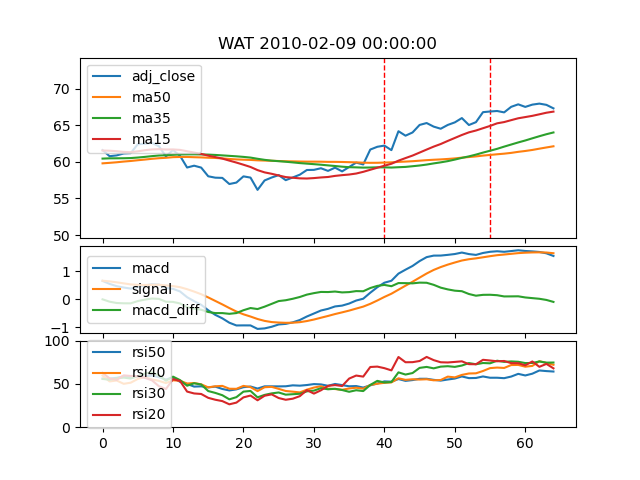 WAT 2010-02-09 00:00:00
70
65
60
55
50
adj_close
ma50
ma35
ma15
1
0
−1
macd
signal
macd_diff
100
50
0
rsi50
rsi40
rsi30
rsi20
0 10 20 30 40 50 60